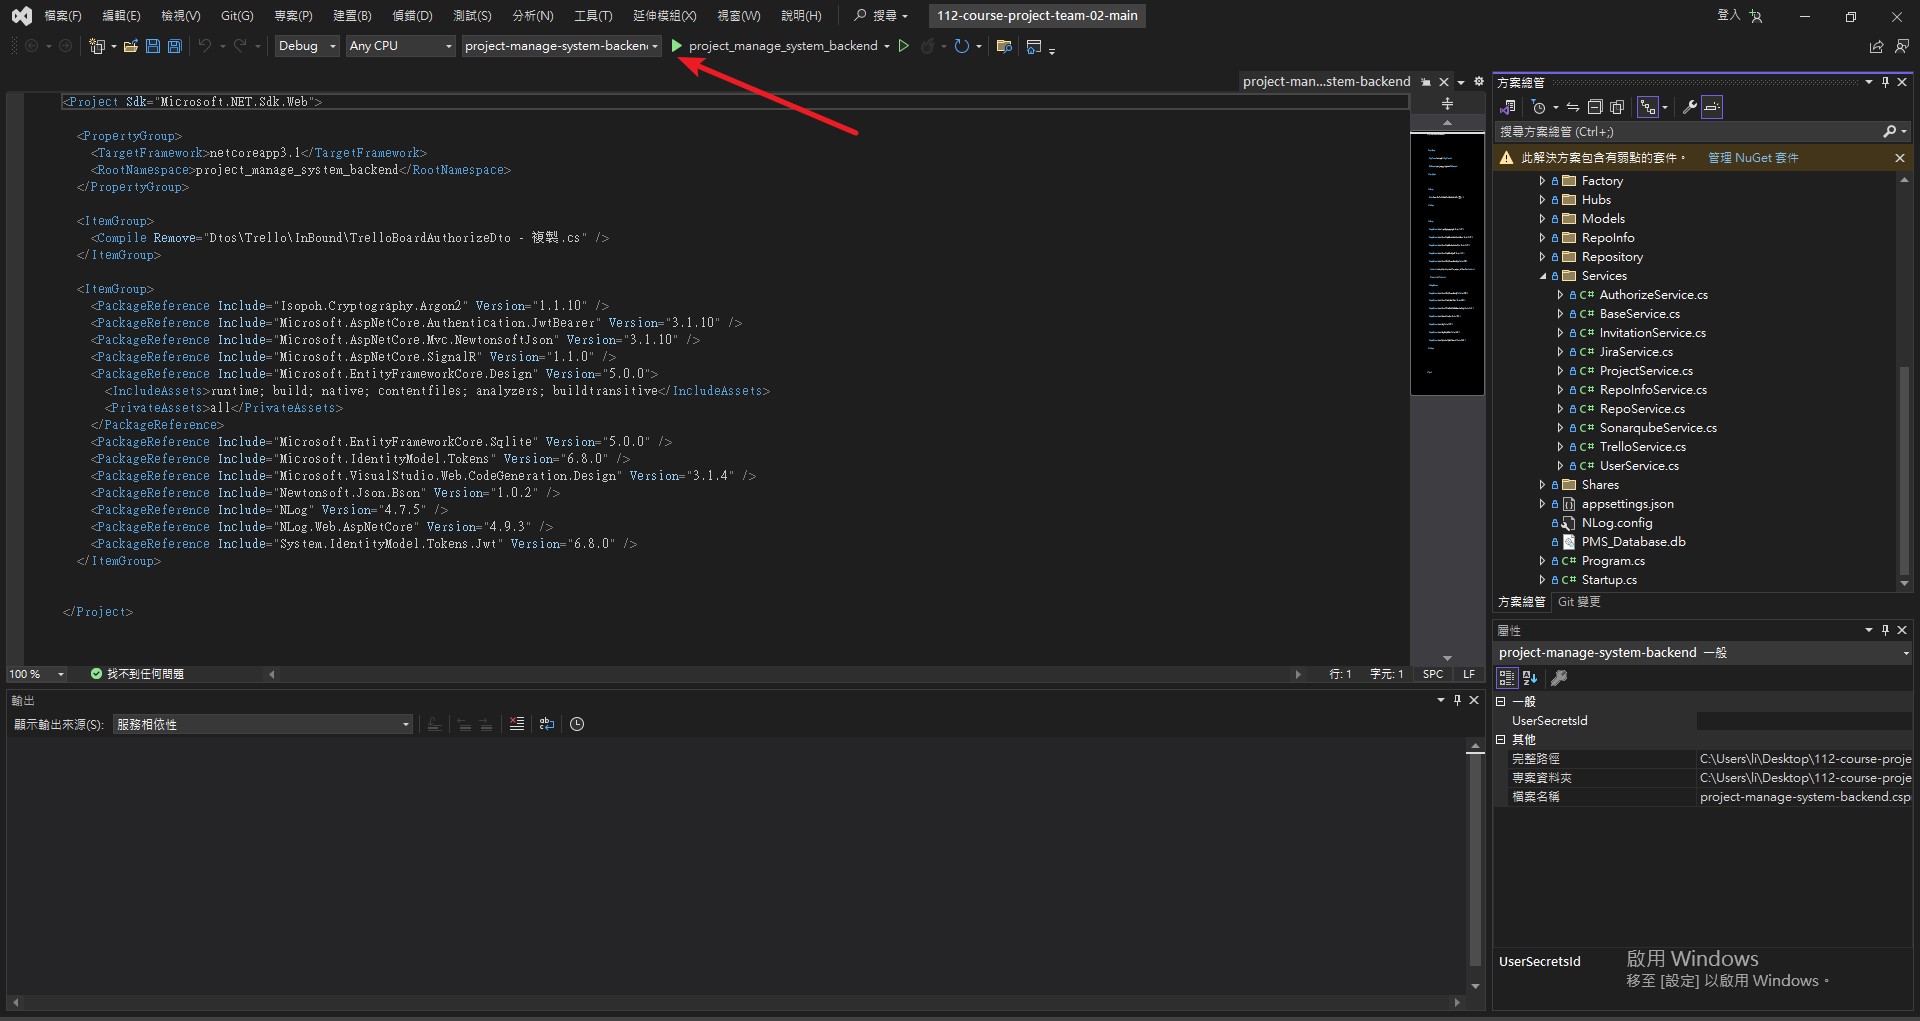 檔案(F) 編輯(E) 檢視(V) Git(G) 專案(P) 建置(B) 偵錯(D) 測試(S) 分析(N) 工具(T) 延伸模組(X) 視窗(W) 說明(H) 搜尋 112-course-project-team-02-main 登入
Debug Any CPU project-manage-system-backen project_manage_system_backend
project-man...stem-backend
<Project Sdk="Microsoft.NET.Sdk.Web">
<PropertyGroup>
<TargetFramework>netcoreapp3.1</TargetFramework>
<RootNamespace>project_manage_system_backend</RootNamespace>
</PropertyGroup>
<ItemGroup>
<Compile Remove="Dtos\Trello\InBound\TrelloBoardAuthorizeDto - 複製.cs" />
</ItemGroup>
<ItemGroup>
<PackageReference Include="Isopoh.Cryptography.Argon2" Version="1.1.10" />
<PackageReference Include="Microsoft.AspNetCore.Authentication.JwtBearer" Version="3.1.10" />
<PackageReference Include="Microsoft.AspNetCore.Mvc.NewtonsoftJson" Version="3.1.10" />
<PackageReference Include="Microsoft.AspNetCore.SignalR" Version="1.1.0" />
<PackageReference Include="Microsoft.EntityFrameworkCore.Design" Version="5.0.0">
<IncludeAssets>runtime; build; native; contentfiles; analyzers; buildtransitive</IncludeAssets>
<PrivateAssets>all</PrivateAssets>
</PackageReference>
<PackageReference Include="Microsoft.EntityFrameworkCore.Sqlite" Version="5.0.0" />
<PackageReference Include="Microsoft.IdentityModel.Tokens" Version="6.8.0" />
<PackageReference Include="Microsoft.VisualStudio.Web.CodeGeneration.Design" Version="3.1.4" />
<PackageReference Include="Newtonsoft.Json.Bson" Version="1.0.2" />
<PackageReference Include="NLog" Version="4.7.5" />
<PackageReference Include="NLog.Web.AspNetCore" Version="4.9.3" />
<PackageReference Include="System.IdentityModel.Tokens.Jwt" Version="6.8.0" />
</ItemGroup>
</Project>
100 % 找不到任何問題 行: 1 字元: 1 SPC LF
輸出
顯示輸出來源(S): 服務相依性
方案總管
搜尋方案總管 (Ctrl+;)
此解決方案包含有弱點的套件。 管理 NuGet 套件
Factory
Hubs
Models
RepoInfo
Repository
Services
C# AuthorizeService.cs
C# BaseService.cs
C# InvitationService.cs
C# JiraService.cs
C# ProjectService.cs
C# RepoInfoService.cs
C# RepoService.cs
C# SonarqubeService.cs
C# TrelloService.cs
C# UserService.cs
Shares
appsettings.json
NLog.config
PMS_Database.db
C# Program.cs
C# Startup.cs
方案總管 Git 變更
屬性
project-manage-system-backend 一般
一般
UserSecretsId
其他
完整路徑 C:\Users\li\Desktop\112-course-proje
專案資料夾 C:\Users\li\Desktop\112-course-proje
檔案名稱 project-manage-system-backend.csp
UserSecretsId
啟用 Windows
移至 [設定] 以啟用 Windows。